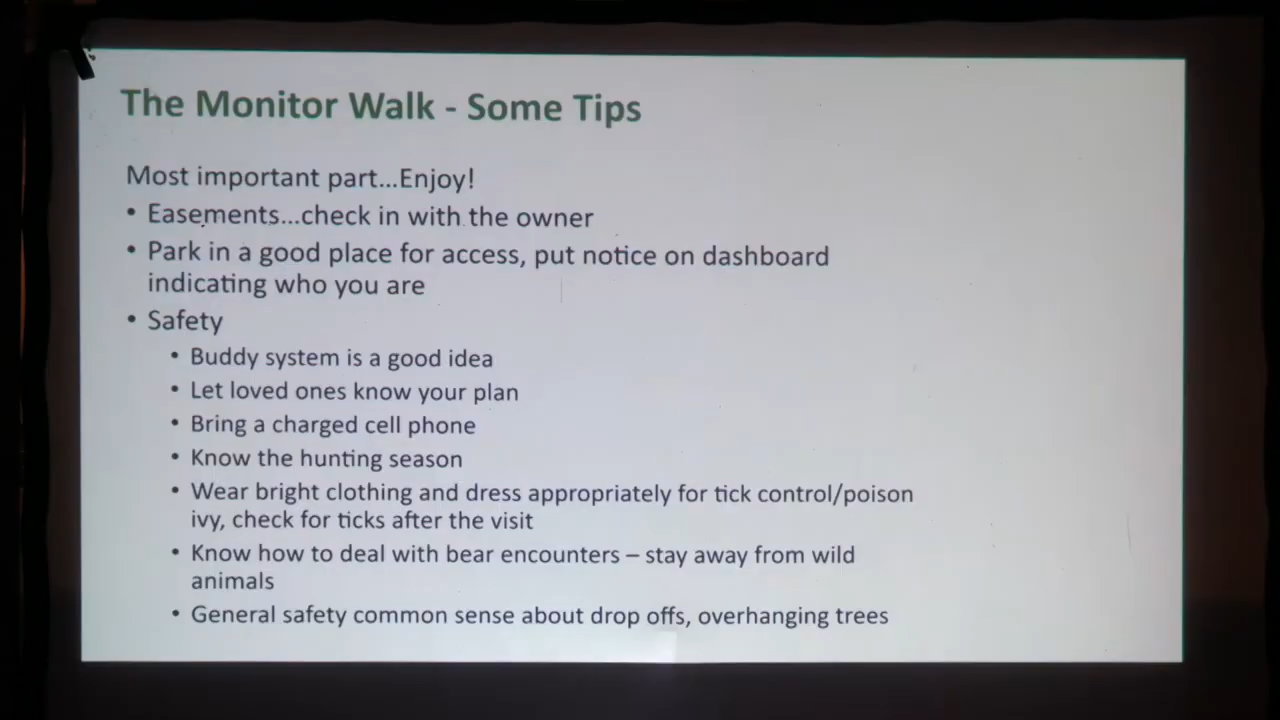 The Monitor Walk - Some Tips
Most important part...Enjoy!
• Easements...check in with the owner
• Park in a good place for access, put notice on dashboard
indicating who you are
• Safety
• Buddy system is a good idea
• Let loved ones know your plan
• Bring a charged cell phone
• Know the hunting season
• Wear bright clothing and dress appropriately for tick control/poison
ivy, check for ticks after the visit
• Know how to deal with bear encounters – stay away from wild
animals
• General safety common sense about drop offs, overhanging trees